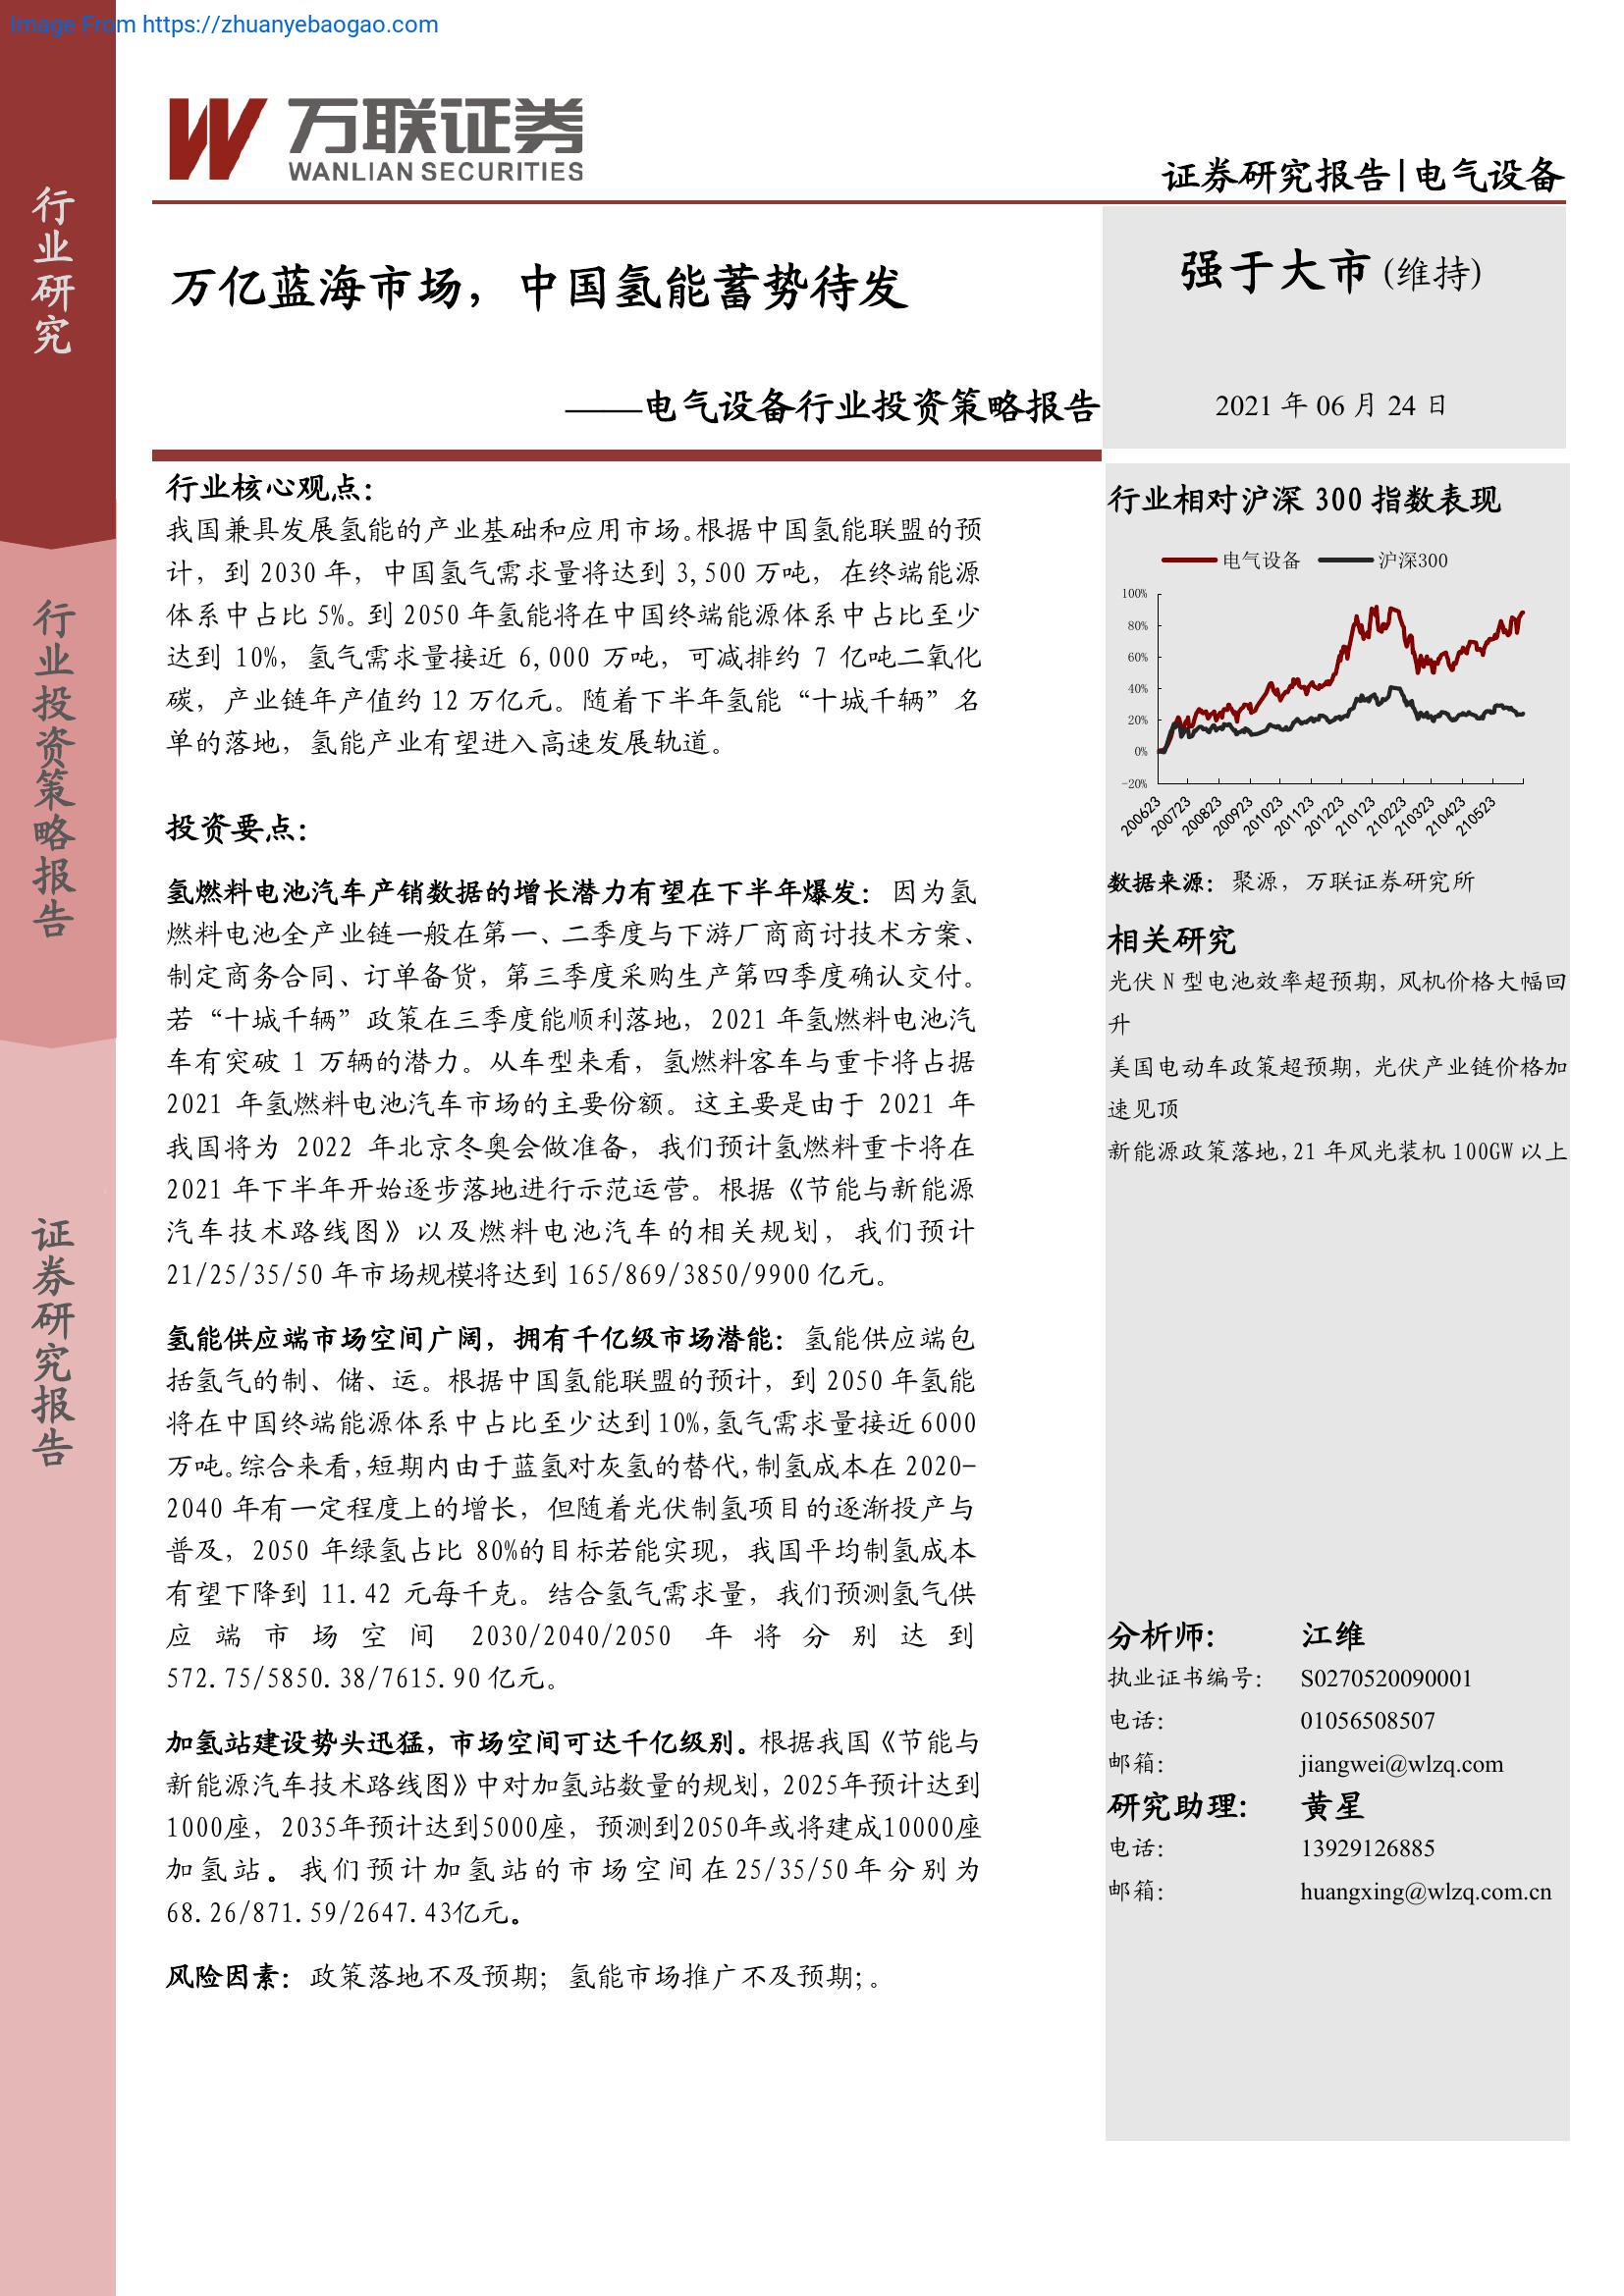 Image From https://zhuanyebaogao.com
万联证券
WANLIAN SECURITIES
证券研究报告|电气设备
行业研究
行业投资策略报告
证券研究报告
万亿蓝海市场，中国氢能蓄势待发
——电气设备行业投资策略报告
强于大市(维持)
2021 年 06 月 24 日
行业核心观点：
我国兼具发展氢能的产业基础和应用市场。根据中国氢能联盟的预
计，到 2030 年，中国氢气需求量将达到 3,500 万吨，在终端能源
体系中占比 5%。到 2050 年氢能将在中国终端能源体系中占比至少
达到 10%，氢气需求量接近 6,000 万吨，可减排约 7 亿吨二氧化
碳，产业链年产值约 12 万亿元。随着下半年氢能“十城千辆”名
单的落地，氢能产业有望进入高速发展轨道。
投资要点：
氢燃料电池汽车产销数据的增长潜力有望在下半年爆发：因为氢
燃料电池全产业链一般在第一、二季度与下游厂商商讨技术方案、
制定商务合同、订单备货，第三季度采购生产第四季度确认交付。
若“十城千辆”政策在三季度能顺利落地，2021 年氢燃料电池汽
车有突破 1 万辆的潜力。从车型来看，氢燃料客车与重卡将占据
2021 年氢燃料电池汽车市场的主要份额。这主要是由于 2021 年
我国将为 2022 年北京冬奥会做准备，我们预计氢燃料重卡将在
2021 年下半年开始逐步落地进行示范运营。根据《节能与新能源
汽车技术路线图》以及燃料电池汽车的相关规划，我们预计
21/25/35/50 年市场规模将达到 165/869/3850/9900 亿元。
氢能供应端市场空间广阔，拥有千亿级市场潜能：氢能供应端包
括氢气的制、储、运。根据中国氢能联盟的预计，到 2050 年氢能
将在中国终端能源体系中占比至少达到 10%,氢气需求量接近 6000
万吨。综合来看,短期内由于蓝氢对灰氢的替代,制氢成本在 2020-
2040 年有一定程度上的增长，但随着光伏制氢项目的逐渐投产与
普及，2050 年绿氢占比 80%的目标若能实现，我国平均制氢成本
有望下降到 11.42 元每千克。结合氢气需求量，我们预测氢气供
应端市场空间 2030/2040/2050 年将分别达到
572.75/5850.38/7615.90 亿元。
加氢站建设势头迅猛，市场空间可达千亿级别。根据我国《节能与
新能源汽车技术路线图》中对加氢站数量的规划，2025年预计达到
1000座，2035年预计达到5000座，预测到2050年或将建成10000座
加氢站。我们预计加氢站的市场空间在25/35/50年分别为
68.26/871.59/2647.43亿元。
风险因素：政策落地不及预期；氢能市场推广不及预期；。
行业相对沪深 300 指数表现
电气设备 沪深300
100%
80%
60%
40%
20%
0%
-20%
200623 200723 200823 200923 201023 201123 201223 210123 210223 210323 210423 210523
数据来源：聚源，万联证券研究所
相关研究
光伏 N 型电池效率超预期，风机价格大幅回
升
美国电动车政策超预期，光伏产业链价格加
速见顶
新能源政策落地,21 年风光装机 100GW 以上
分析师： 江维
执业证书编号： S0270520090001
电话： 01056508507
邮箱： jiangwei@wlzq.com
研究助理： 黄星
电话： 13929126885
邮箱： huangxing@wlzq.com.cn